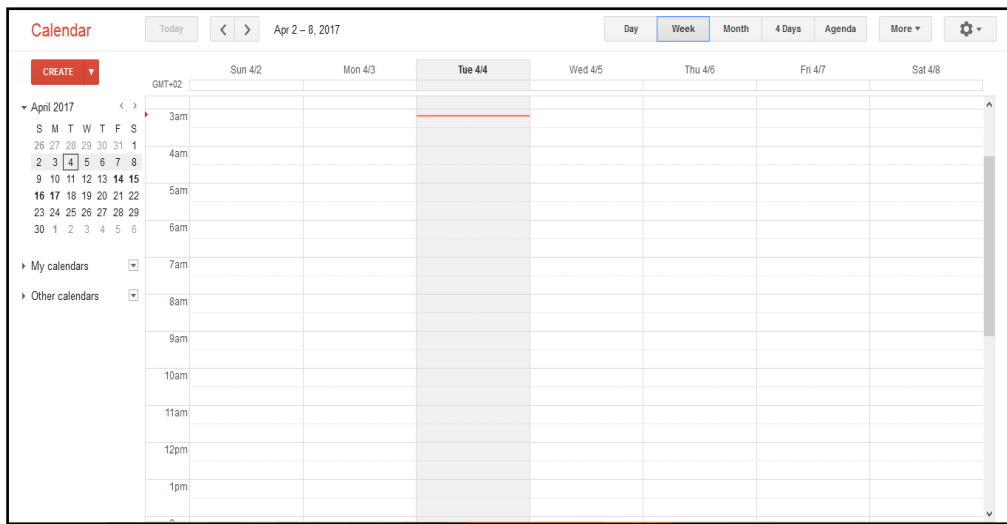 Calendar
Today
Apr 2 – 8, 2017
Day Week Month 4 Days Agenda
More
CREATE
April 2017
S M T W T F S
26 27 28 29 30 31 1
2 3 4 5 6 7 8
9 10 11 12 13 14 15
16 17 18 19 20 21 22
23 24 25 26 27 28 29
30 1 2 3 4 5 6
My calendars
Other calendars
Sun 4/2 Mon 4/3 Tue 4/4 Wed 4/5 Thu 4/6 Fri 4/7 Sat 4/8
GMT+02
3am
4am
5am
6am
7am
8am
9am
10am
11am
12pm
1pm